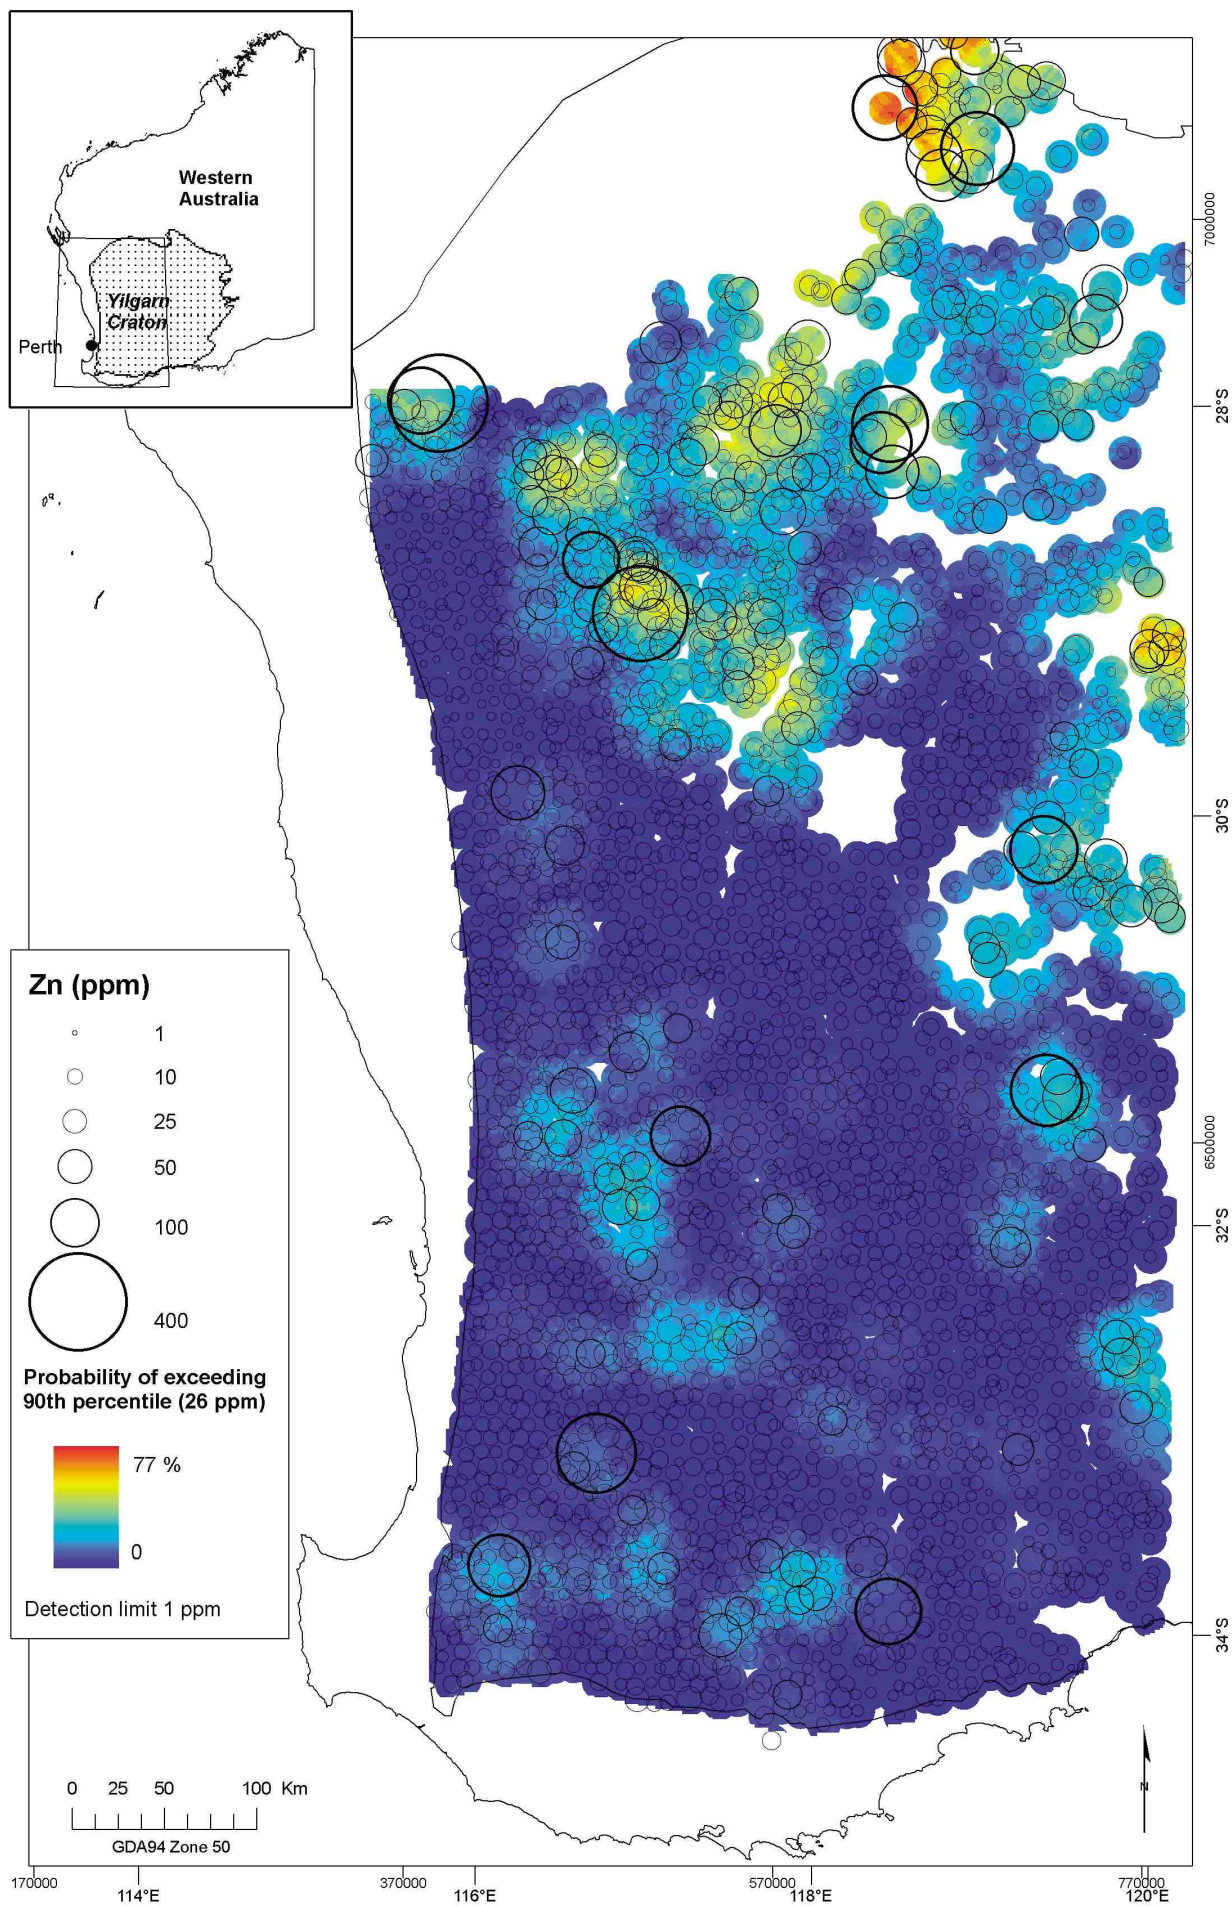 Western
Australia
Yilgarn
Craton
Perth
7000000
28°S
30°S
6500000
32°S
34°S
Zn (ppm)
1
10
25
50
100
400
Probability of exceeding
90th percentile (26 ppm)
77 %
0
Detection limit 1 ppm
0 25 50 100 Km
GDA94 Zone 50
N
170000 370000 570000 770000
114°E 116°E 118°E 120°E